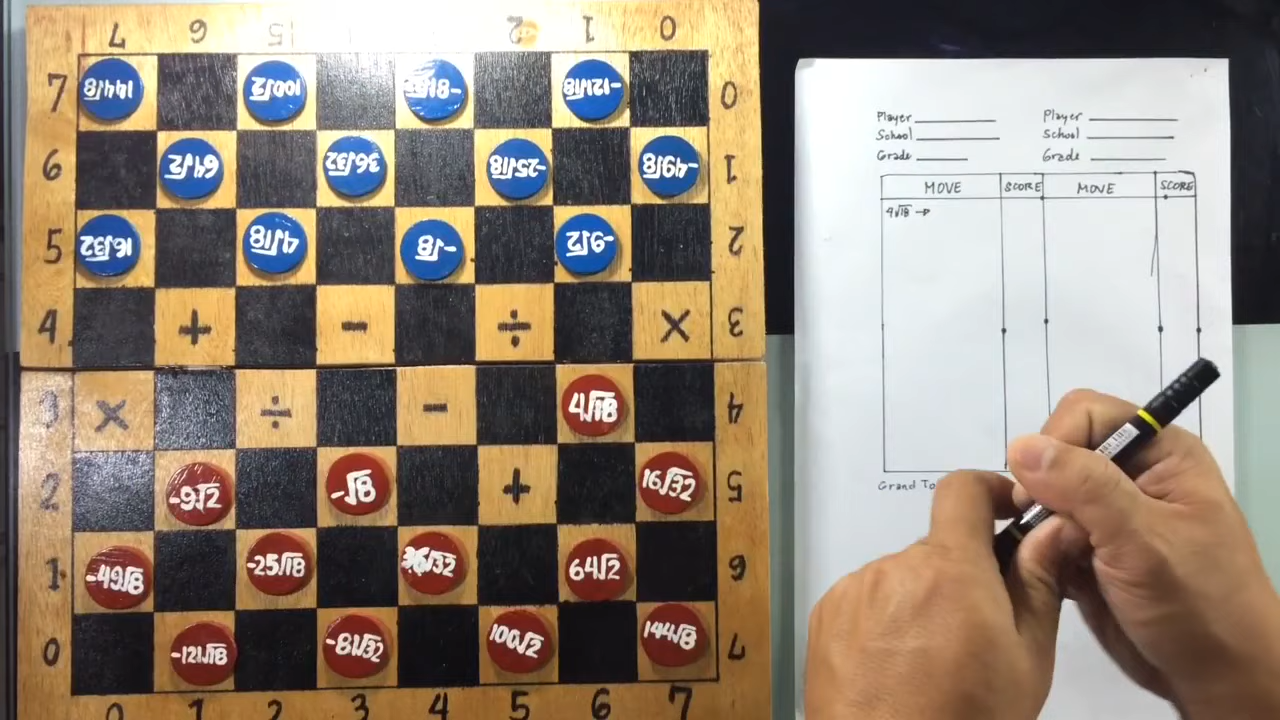 7 6 5 2 1 0
7 144√8 100√2 -81√32 -121√18 0
6 64√2 36√32 -25√18 -49√8 1
5 16√32 4√18 -√8 -9√2 2
4 + - ÷ × 3
3 × ÷ - 4√18 4
2 -9√2 -√8 + 16√32 5
1 -49√8 -25√18 36√32 64√2 6
0 -121√18 -81√32 100√2 144√8 7
0 1 2 3 4 5 6 7
Player Player
School School
Grade Grade
MOVE SCORE MOVE SCORE
4√18 →
Grand To